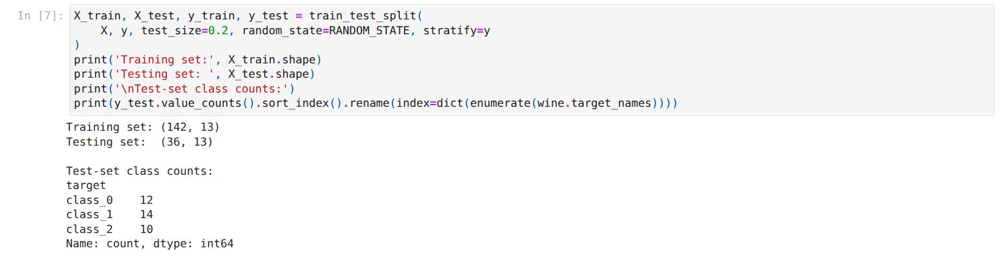 In [7]: X_train, X_test, y_train, y_test = train_test_split(
    X, y, test_size=0.2, random_state=RANDOM_STATE, stratify=y
)
print('Training set:', X_train.shape)
print('Testing set: ', X_test.shape)
print('\nTest-set class counts:')
print(y_test.value_counts().sort_index().rename(index=dict(enumerate(wine.target_names))))
Training set: (142, 13)
Testing set:  (36, 13)

Test-set class counts:
target
class_0    12
class_1    14
class_2    10
Name: count, dtype: int64